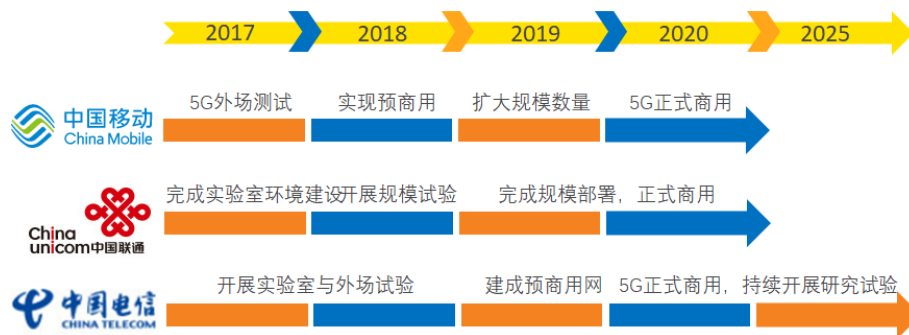 2017 2018 2019 2020 2025
5G外场测试 实现预商用 扩大规模数量 5G正式商用
中国移动
China Mobile
完成实验室环境建设开展规模试验 完成规模部署，正式商用
China
unicom中国联通
开展实验室与外场试验 建成预商用网 5G正式商用，持续开展研究试验
中国电信
CHINA TELECOM